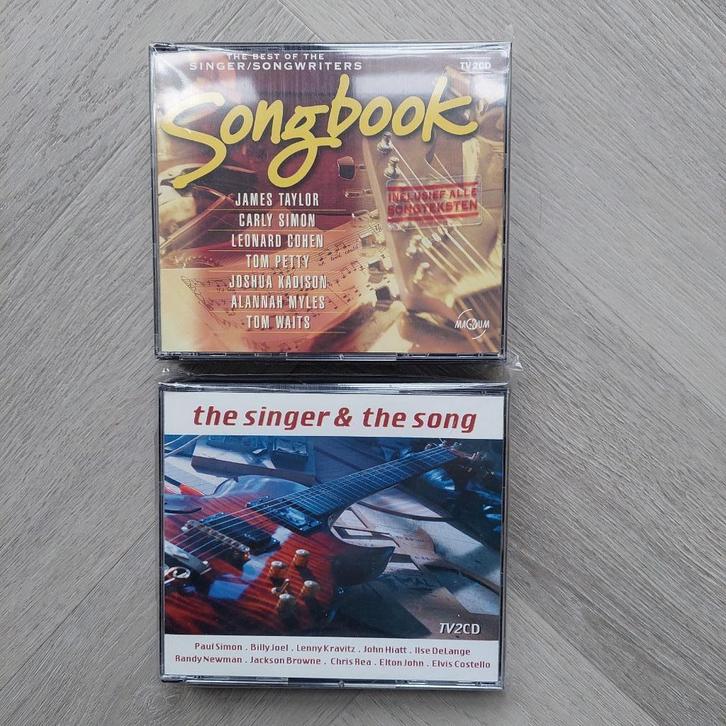 THE BEST OF THE
SINGER/SONGWRITERS
TV2CD
Songbook
JAMES TAYLOR
CARLY SIMON
LEONARD COHEN
TOM PETTY
JOSHUA KADISON
ALANNAH MYLES
TOM WAITS
INCLUSIEF ALLE
SONGTEKSTEN
MAGNUM
the singer & the song
TV2CD
Paul Simon . Billy Joel . Lenny Kravitz . John Hiatt . Ilse DeLange
Randy Newman . Jackson Browne . Chris Rea . Elton John . Elvis Costello